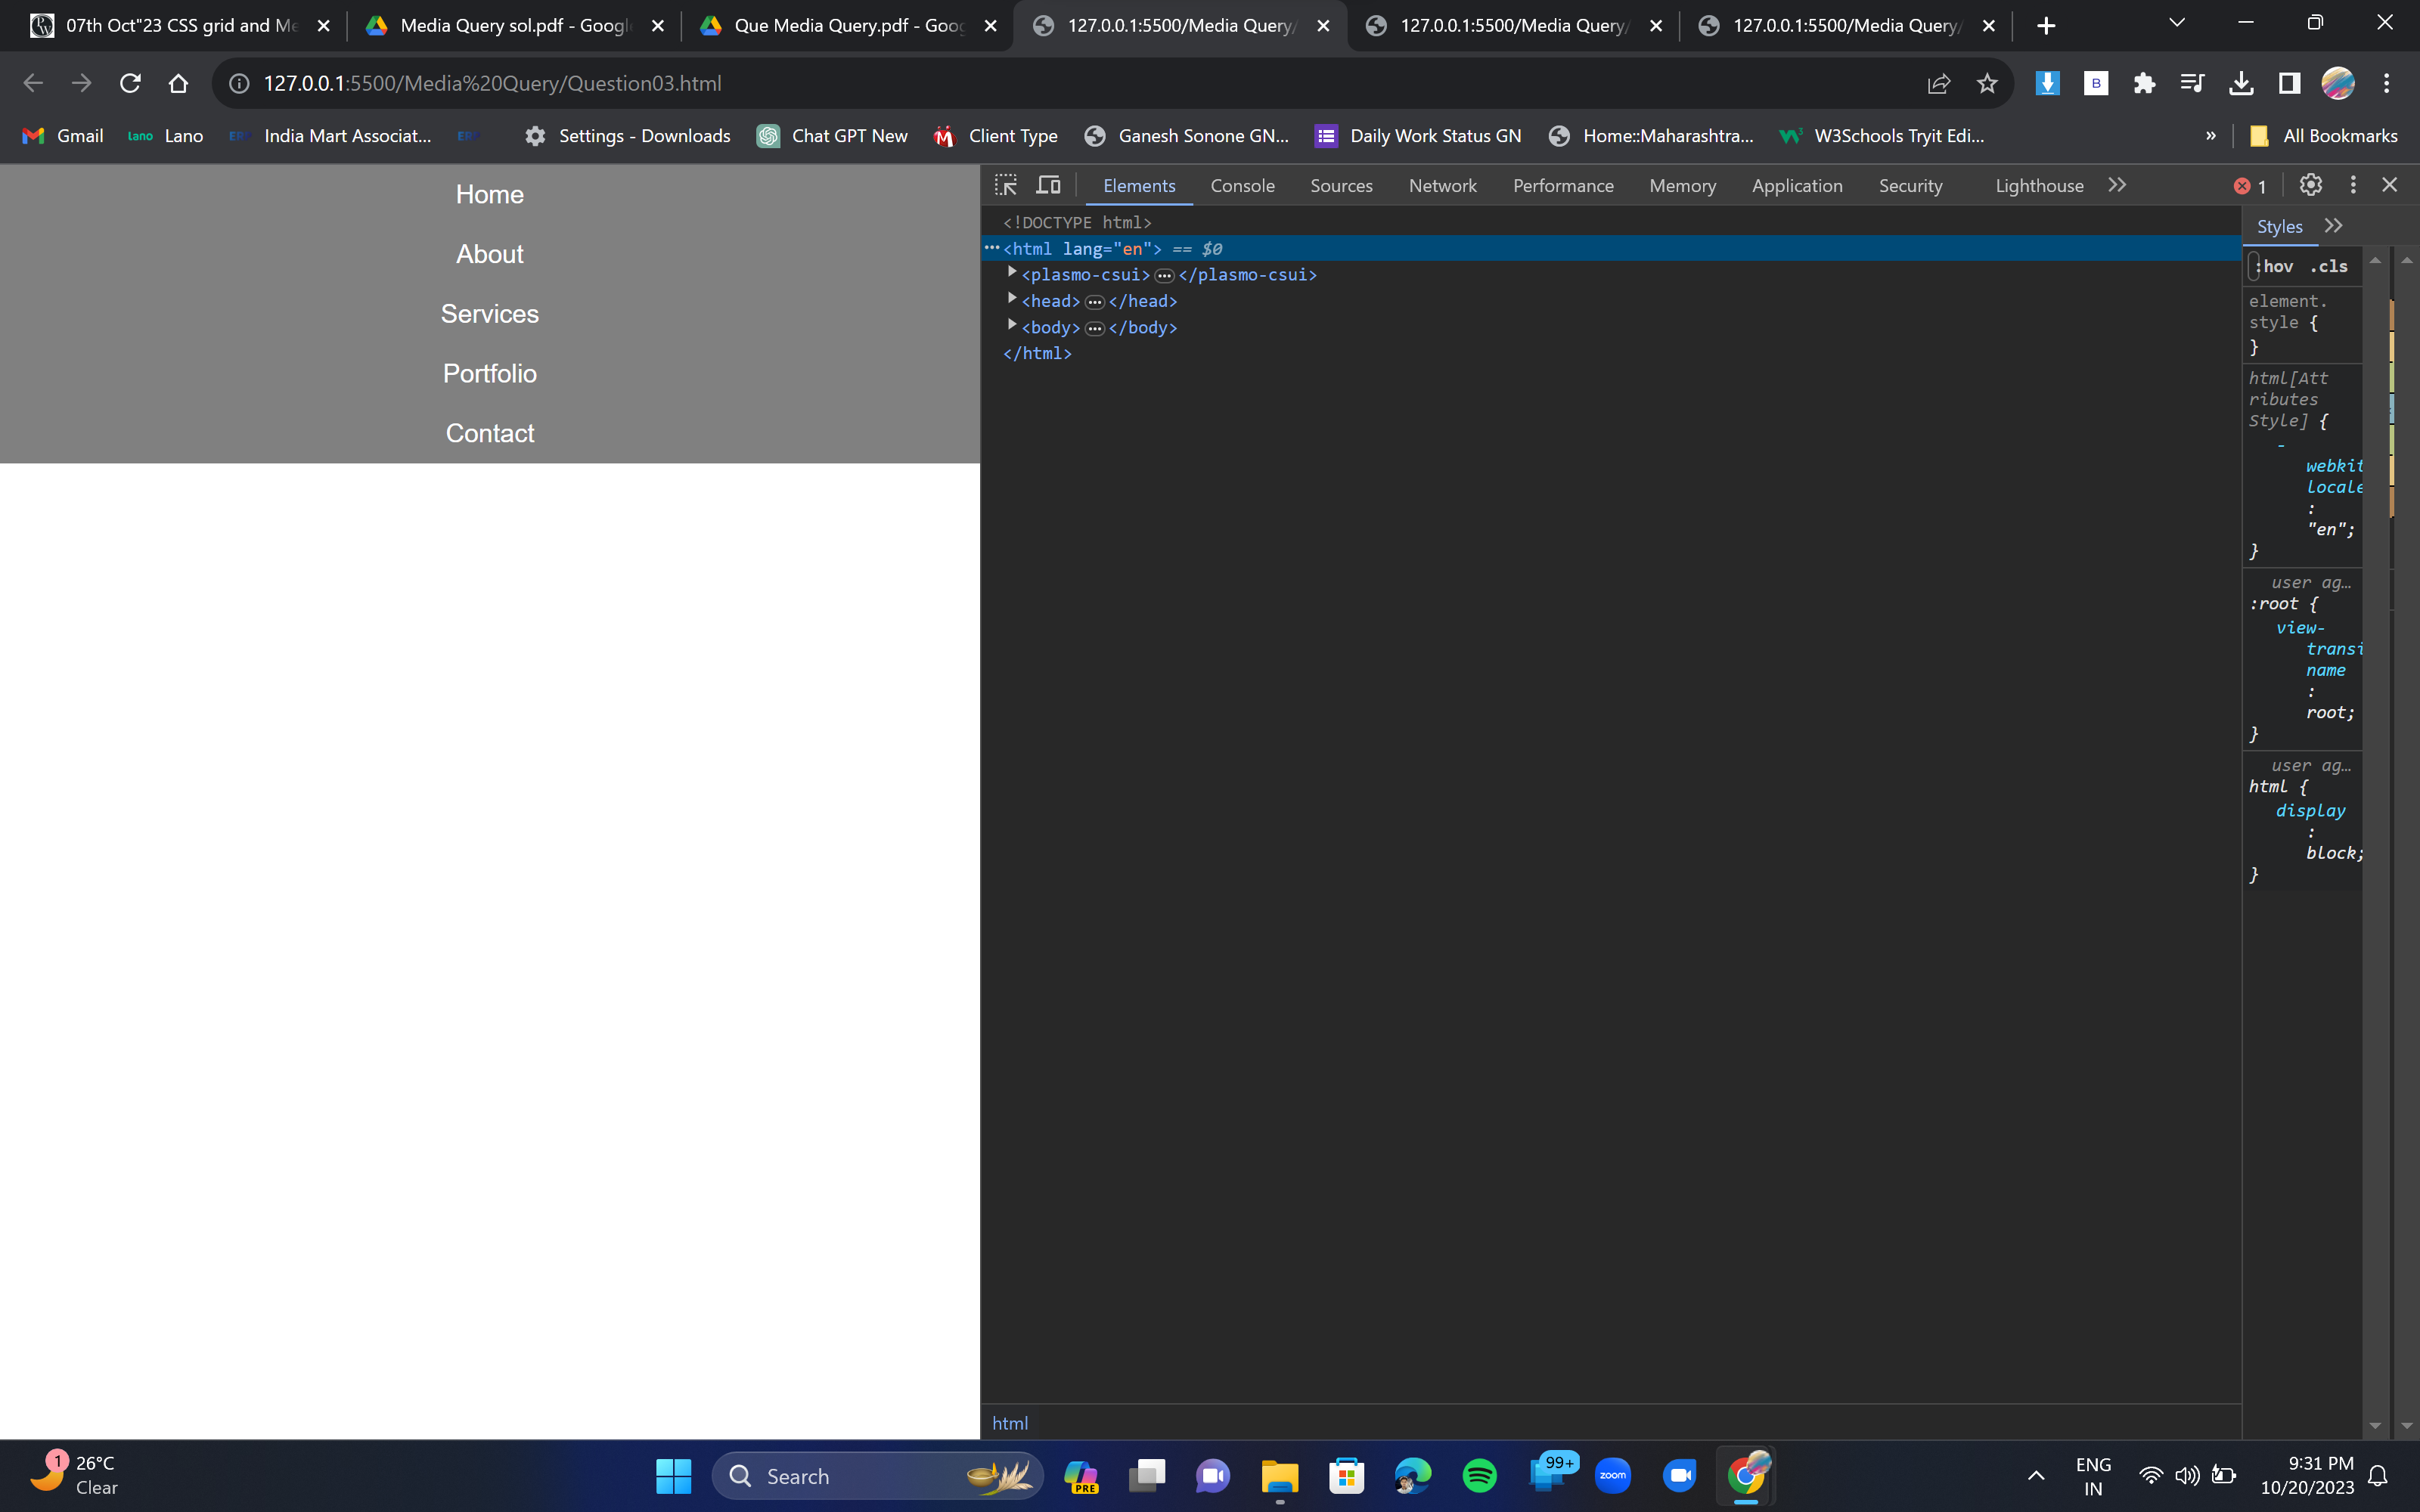 07th Oct"23 CSS grid and Me
Media Query sol.pdf - Googl
Que Media Query.pdf - Goog
127.0.0.1:5500/Media Query/
127.0.0.1:5500/Media Query/
127.0.0.1:5500/Media Query/
127.0.0.1:5500/Media%20Query/Question03.html
B
Gmail
lano Lano
India Mart Associat...
Settings - Downloads
Chat GPT New
Client Type
Ganesh Sonone GN...
Daily Work Status GN
Home::Maharashtra...
W3Schools Tryit Edi...
»
All Bookmarks
Home
About
Services
Portfolio
Contact
Elements
Console
Sources
Network
Performance
Memory
Application
Security
Lighthouse
1
<!DOCTYPE html>
<html lang="en"> == $0
<plasmo-csui>…</plasmo-csui>
<head>…</head>
<body>…</body>
</html>
html
Styles
:hov .cls
element.
style {
}
html[Att
ributes
Style] {
-
webkit
locale
:
"en";
}
user ag…
:root {
view-
transi
name
:
root;
}
user ag…
html {
display
:
block;
}
1
26°C
Clear
Search
PRE
99+
zoom
ENG
IN
9:31 PM
10/20/2023